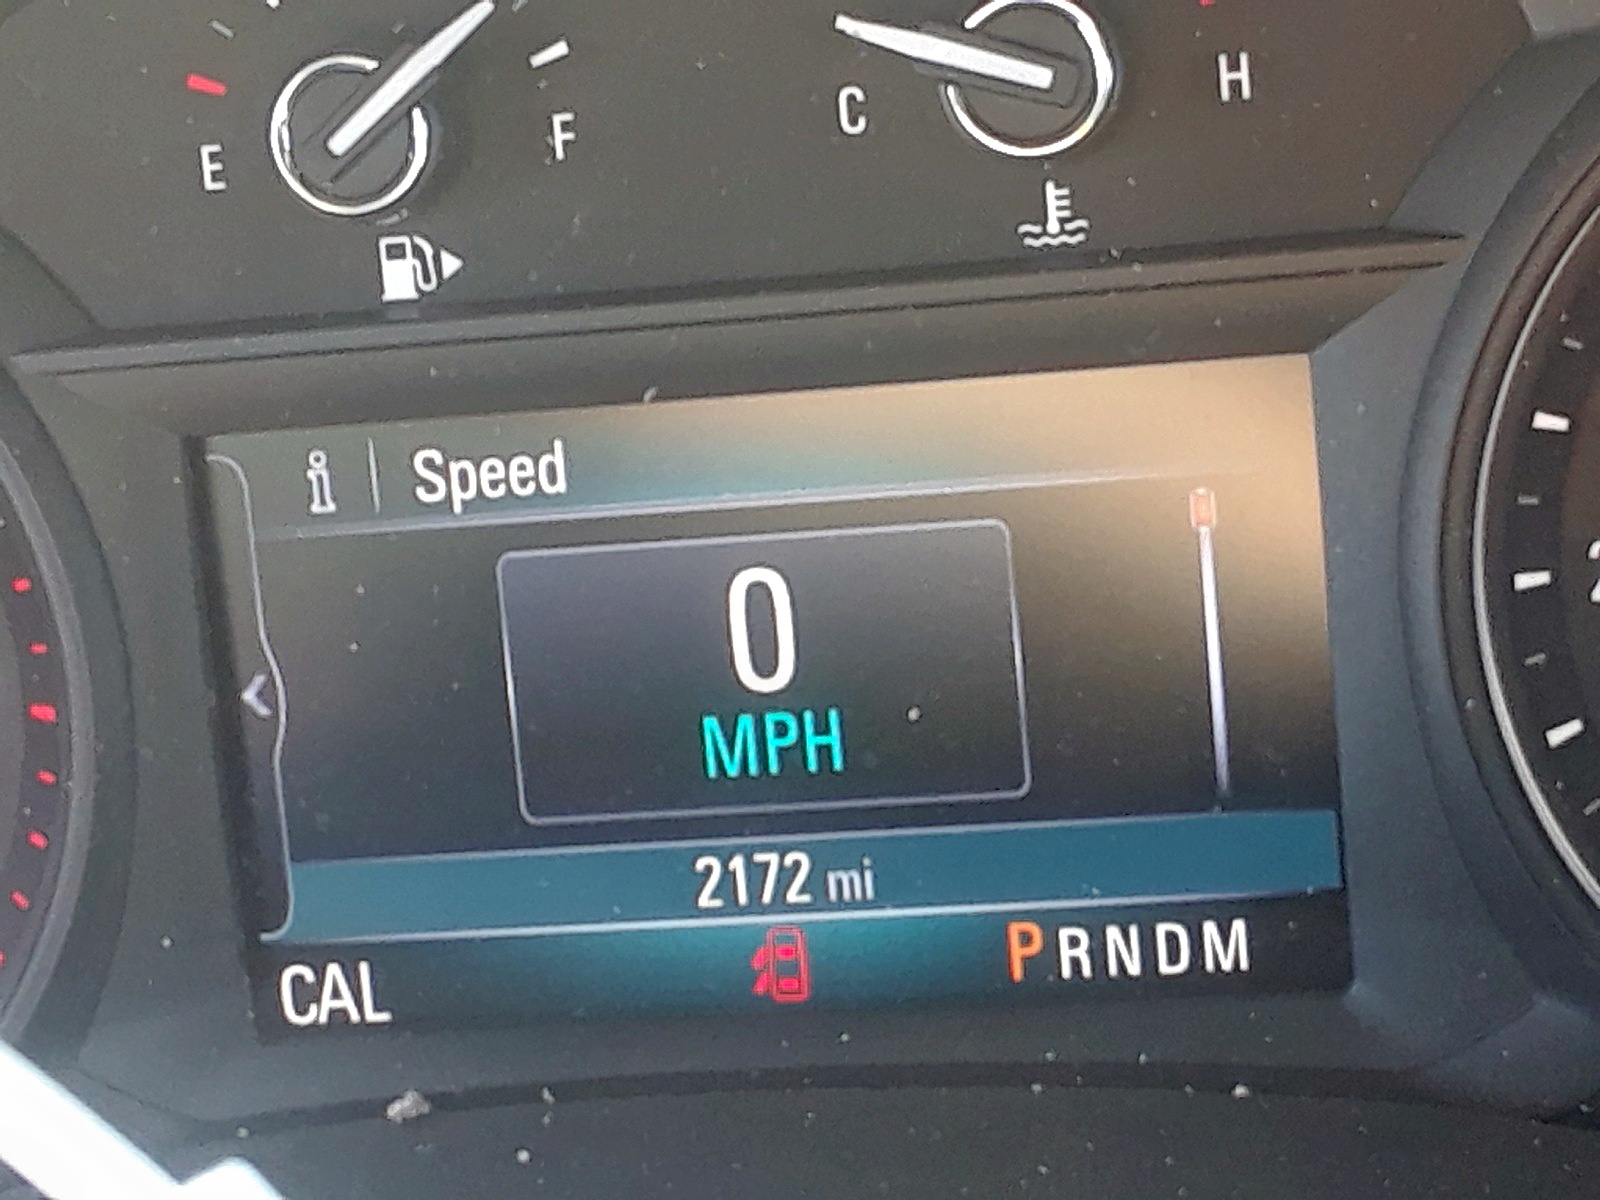 E F C H
i Speed
0
MPH
2172 mi
CAL PRNDM